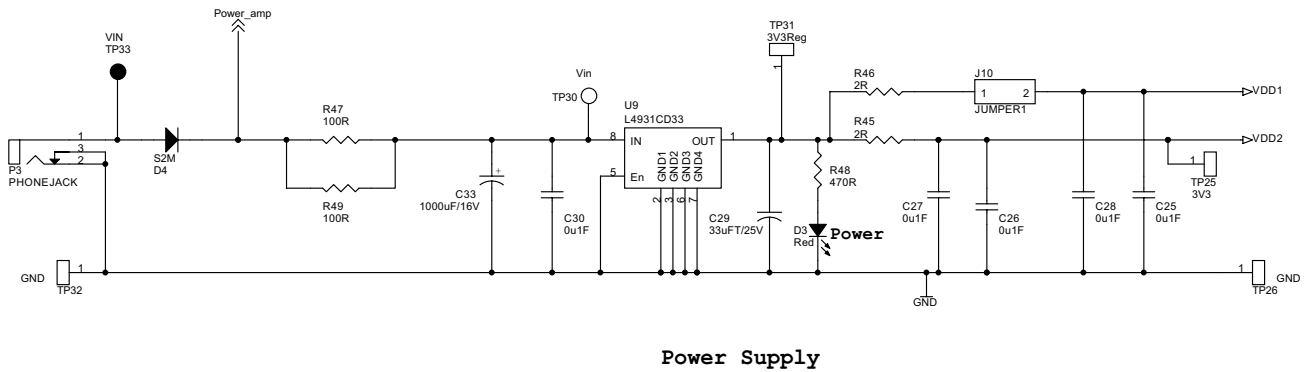 Power_amp
VIN
TP33
TP31
3V3Reg
1
Vin
TP30
U9
L4931CD33
R46
2R
J10
1 2
JUMPER1
VDD1
R47
100R
8 IN OUT 1
R45
2R
VDD2
1
3
2
P3
PHONEJACK
S2M
D4
R49
100R
GND1
GND2
GND3
GND4
5 En
2
3
6
7
R48
470R
1
TP25
3V3
C33
1000uF/16V
+
C30
0u1F
C29
33uFT/25V
D3
Red
Power
C27
0u1F
C26
0u1F
C28
0u1F
C25
0u1F
GND
1
TP32
GND
1
TP26
GND
Power Supply